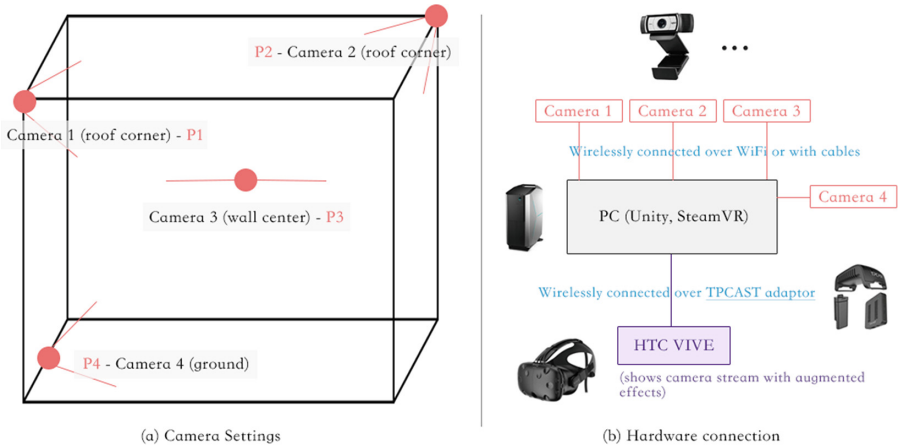 P2 - Camera 2 (roof corner)
Camera 1 (roof corner) - P1
Camera 3 (wall center) - P3
P4 - Camera 4 (ground)
(a) Camera Settings
Camera 1
Camera 2
Camera 3
Wirelessly connected over WiFi or with cables
Camera 4
PC (Unity, SteamVR)
Wirelessly connected over TPCAST adaptor
HTC VIVE
(shows camera stream with augmented
effects)
(b) Hardware connection